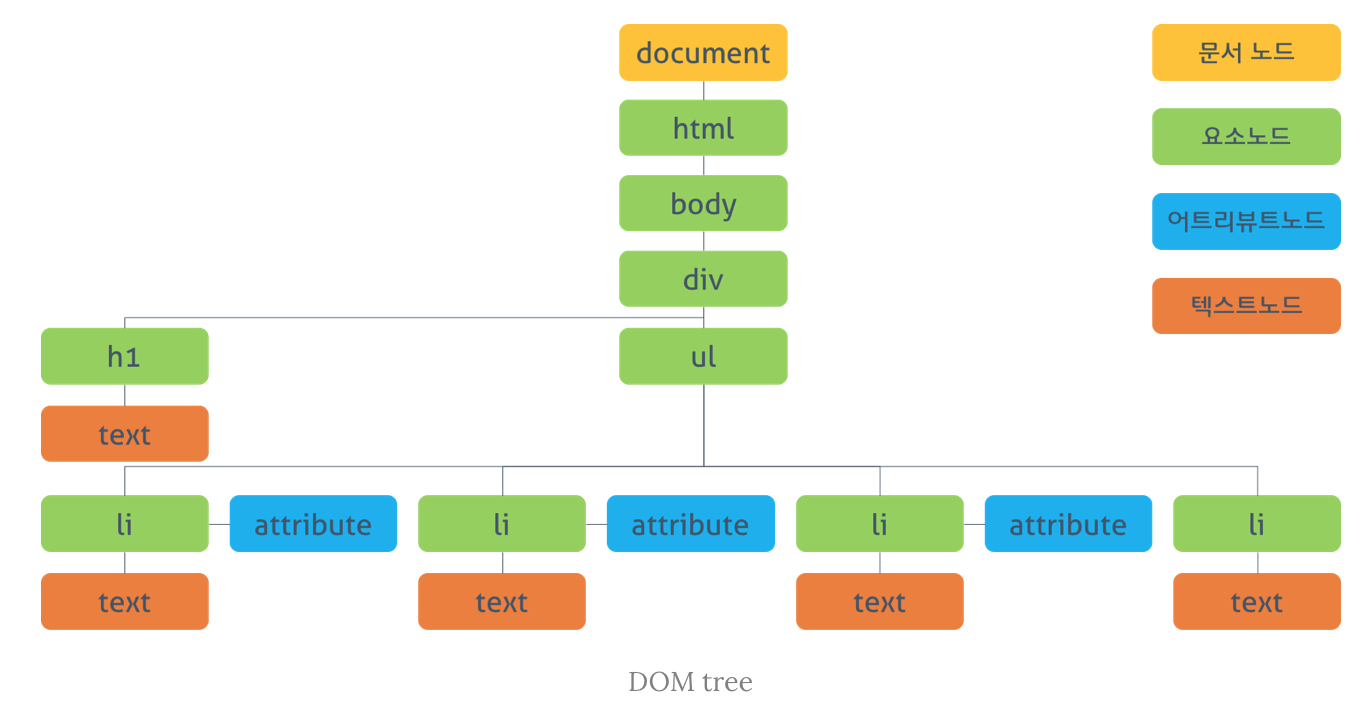 document
문서 노드
html
요소노드
body
어트리뷰트노드
div
텍스트노드
h1
ul
text
li
attribute
li
attribute
li
attribute
li
text
text
text
text
DOM tree